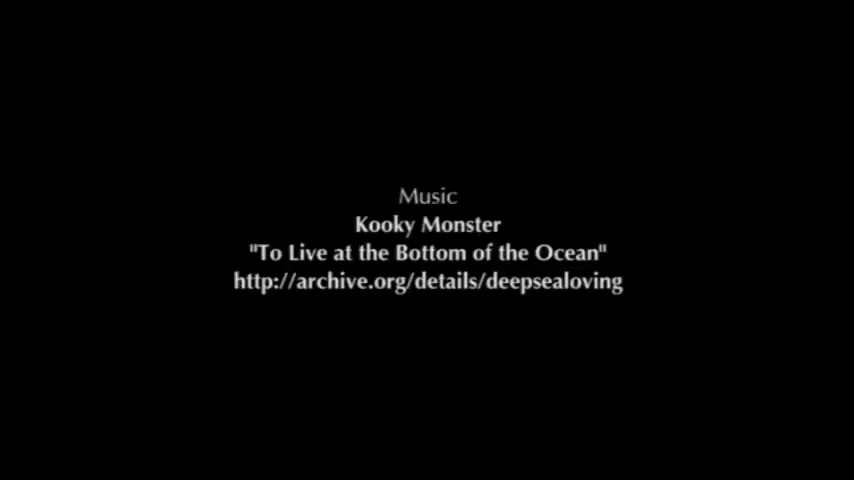 Music
Kooky Monster
"To Live at the Bottom of the Ocean"
http://archive.org/details/deepsealoving